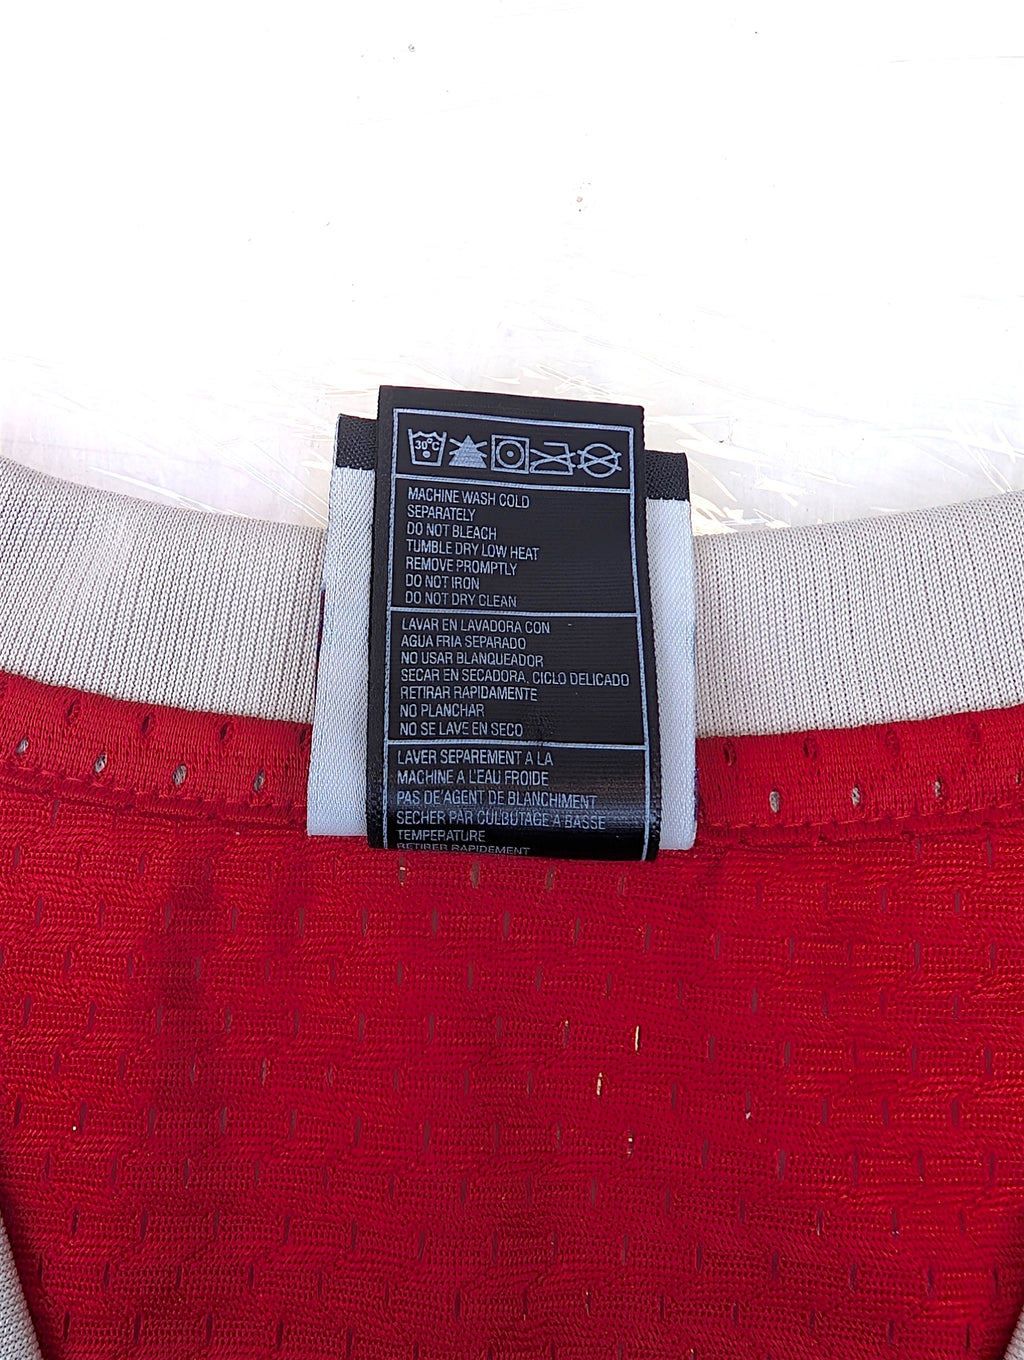 30°C
MACHINE WASH COLD
SEPARATELY
DO NOT BLEACH
TUMBLE DRY LOW HEAT
REMOVE PROMPTLY
DO NOT IRON
DO NOT DRY CLEAN
LAVAR EN LAVADORA CON
AGUA FRIA SEPARADO
NO USAR BLANQUEADOR
SECAR EN SECADORA, CICLO DELICADO
RETIRAR RAPIDAMENTE
NO PLANCHAR
NO SE LAVE EN SECO
LAVER SEPAREMENT A LA
MACHINE A L'EAU FROIDE
PAS DE AGENT DE BLANCHIMENT
SECHER PAR CULBUTAGE A BASSE
TEMPERATURE
RETIRER RAPIDEMENT